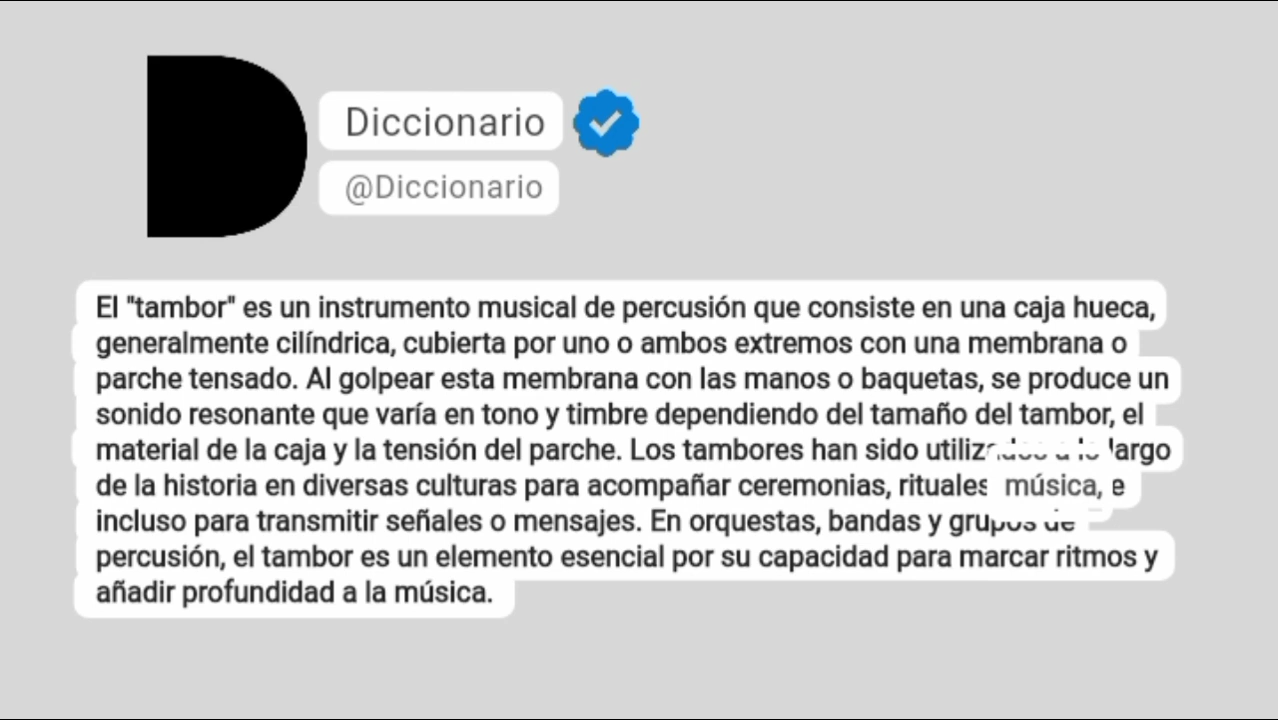 Diccionario
@Diccionario
El "tambor" es un instrumento musical de percusión que consiste en una caja hueca,
generalmente cilíndrica, cubierta por uno o ambos extremos con una membrana o
parche tensado. Al golpear esta membrana con las manos o baquetas, se produce un
sonido resonante que varía en tono y timbre dependiendo del tamaño del tambor, el
material de la caja y la tensión del parche. Los tambores han sido utilizados a lo largo
de la historia en diversas culturas para acompañar ceremonias, rituales música, e
incluso para transmitir señales o mensajes. En orquestas, bandas y grupos de
percusión, el tambor es un elemento esencial por su capacidad para marcar ritmos y
añadir profundidad a la música.